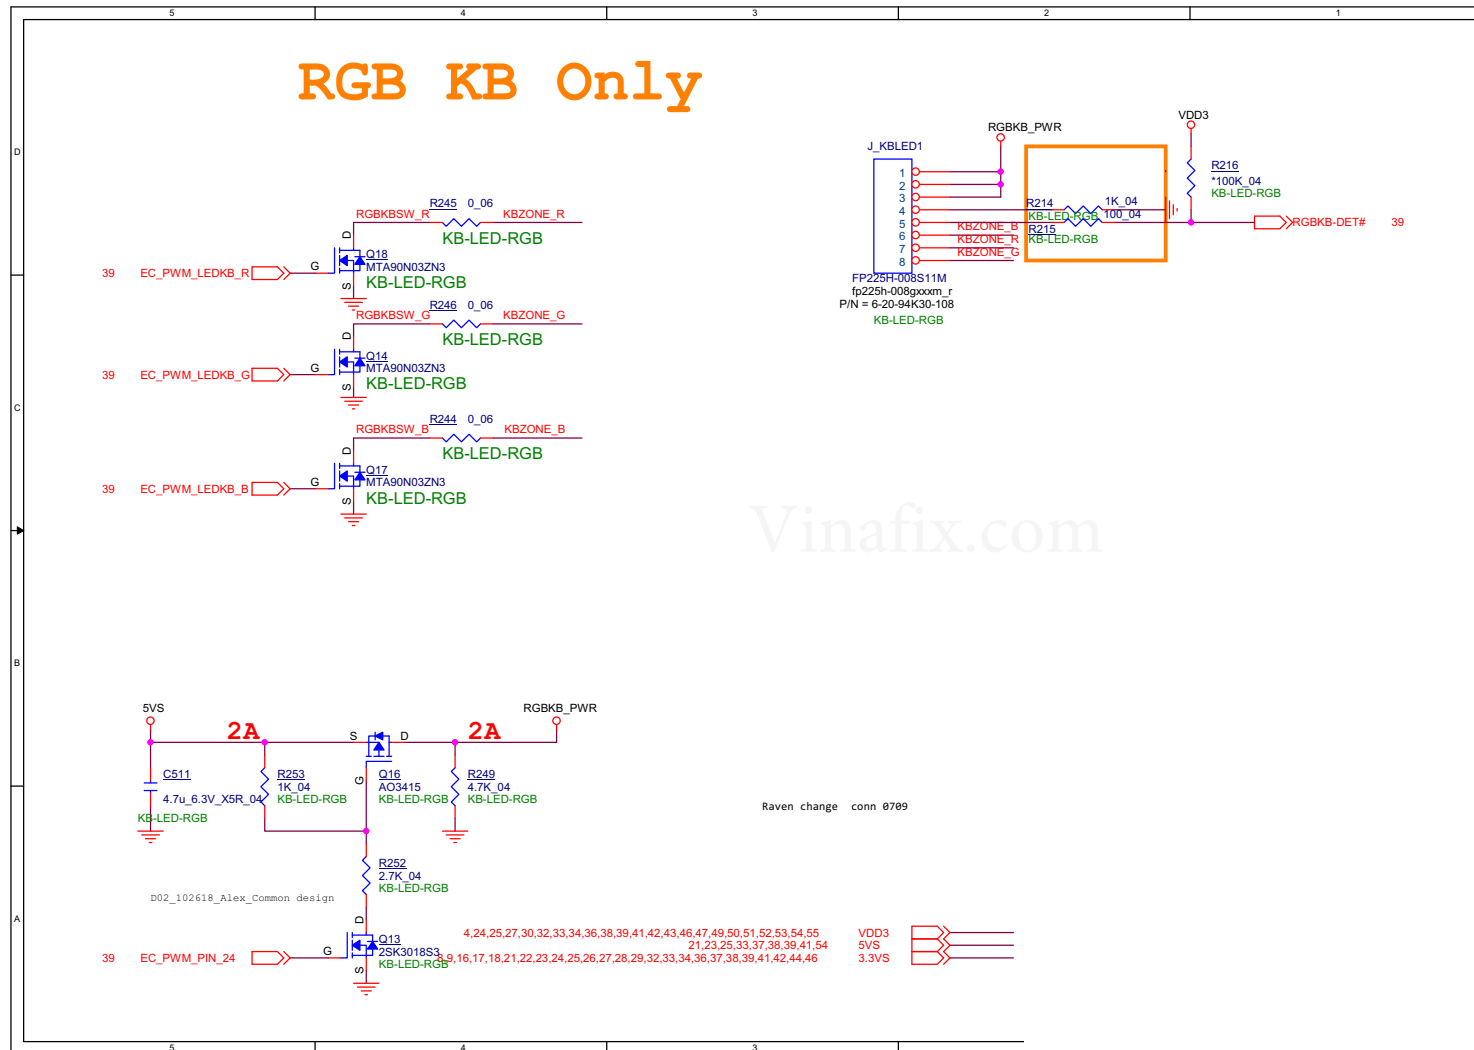 5 4 3 2 1
RGB KB Only
D
RGBKB_PWR
VDD3
J_KBLED1
1
2
3
4
5
6
7
8
R214
1K_04
KB-LED-RGB
100_04
R215
KB-LED-RGB
KBZONE_B
KBZONE_R
KBZONE_G
R216
*100K_04
KB-LED-RGB
RGBKB-DET# 39
FP225H-008S11M
fp225h-008gxxxm_r
P/N = 6-20-94K30-108
KB-LED-RGB
R245 0_06
RGBKBSW_R
KBZONE_R
KB-LED-RGB
D
Q18
MTA90N03ZN3
KB-LED-RGB
G
S
39 EC_PWM_LEDKB_R
R246 0_06
RGBKBSW_G
KBZONE_G
KB-LED-RGB
D
Q14
MTA90N03ZN3
KB-LED-RGB
G
S
39 EC_PWM_LEDKB_G
C
R244 0_06
RGBKBSW_B
KBZONE_B
KB-LED-RGB
D
Q17
MTA90N03ZN3
KB-LED-RGB
G
S
39 EC_PWM_LEDKB_B
Vinafix.com
B
5VS
2A
S
D
2A
RGBKB_PWR
C511
4.7u_6.3V_X5R_04
KB-LED-RGB
R253
1K_04
KB-LED-RGB
G
Q16
AO3415
KB-LED-RGB
R249
4.7K_04
KB-LED-RGB
Raven change conn 0709
R252
2.7K_04
KB-LED-RGB
D02_102618_Alex_Common design
A
D
Q13
2SK3018S3
KB-LED-RGB
G
S
39 EC_PWM_PIN_24
4,24,25,27,30,32,33,34,36,38,39,41,42,43,46,47,49,50,51,52,53,54,55 VDD3
21,23,25,33,37,38,39,41,54 5VS
8,9,16,17,18,21,22,23,24,25,26,27,28,29,32,33,34,36,37,38,39,41,42,44,46 3.3VS
5 4 3